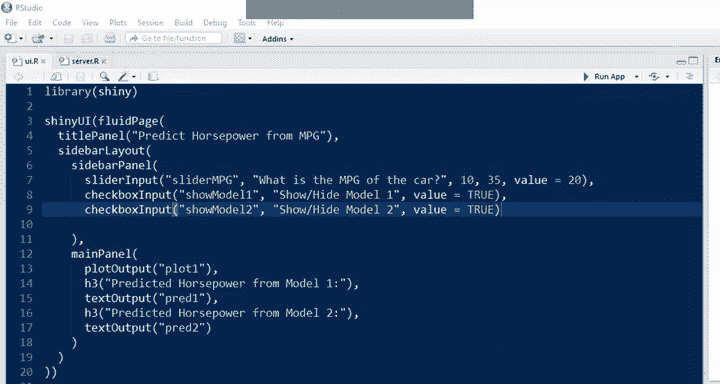 RStudio
File Edit Code View Plots Session Build Debug Tools Help
Go to file/function Addins
ui.R server.R
Run App
1 library(shiny)
2
3 shinyUI(fluidPage(
4 titlePanel("Predict Horsepower from MPG"),
5 sidebarLayout(
6 sidebarPanel(
7 sliderInput("sliderMPG", "What is the MPG of the car?", 10, 35, value = 20),
8 checkboxInput("showModel1", "Show/Hide Model 1", value = TRUE),
9 checkboxInput("showModel2", "Show/Hide Model 2", value = TRUE)
10
11 ),
12 mainPanel(
13 plotOutput("plot1"),
14 h3("Predicted Horsepower from Model 1:"),
15 textOutput("pred1"),
16 h3("Predicted Horsepower from Model 2:"),
17 textOutput("pred2")
18 )
19 )
20 ))